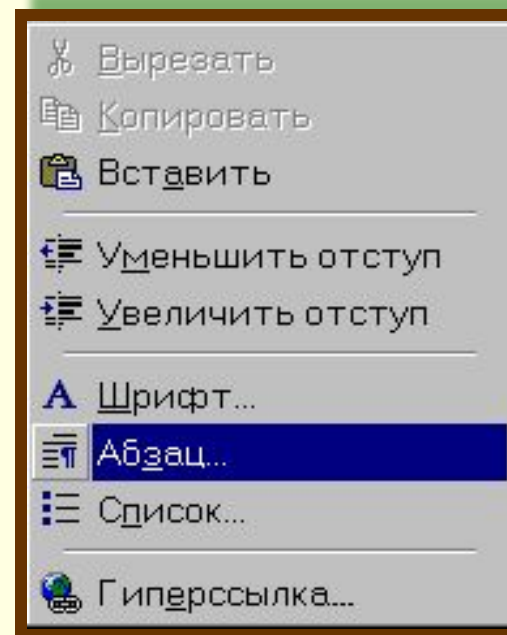 Вырезать
Копировать
Вставить
Уменьшить отступ
Увеличить отступ
Шрифт...
Абзац...
Список...
Гиперссылка...